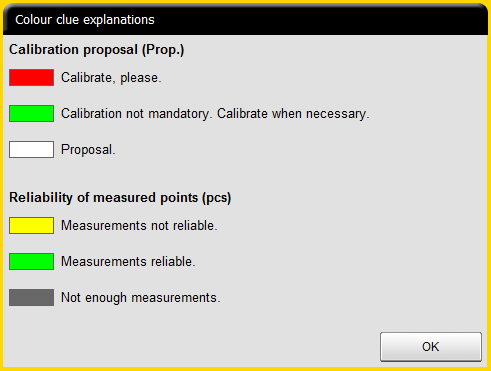 Colour clue explanations
Calibration proposal (Prop.)
Calibrate, please.
Calibration not mandatory. Calibrate when necessary.
Proposal.
Reliability of measured points (pcs)
Measurements not reliable.
Measurements reliable.
Not enough measurements.
OK